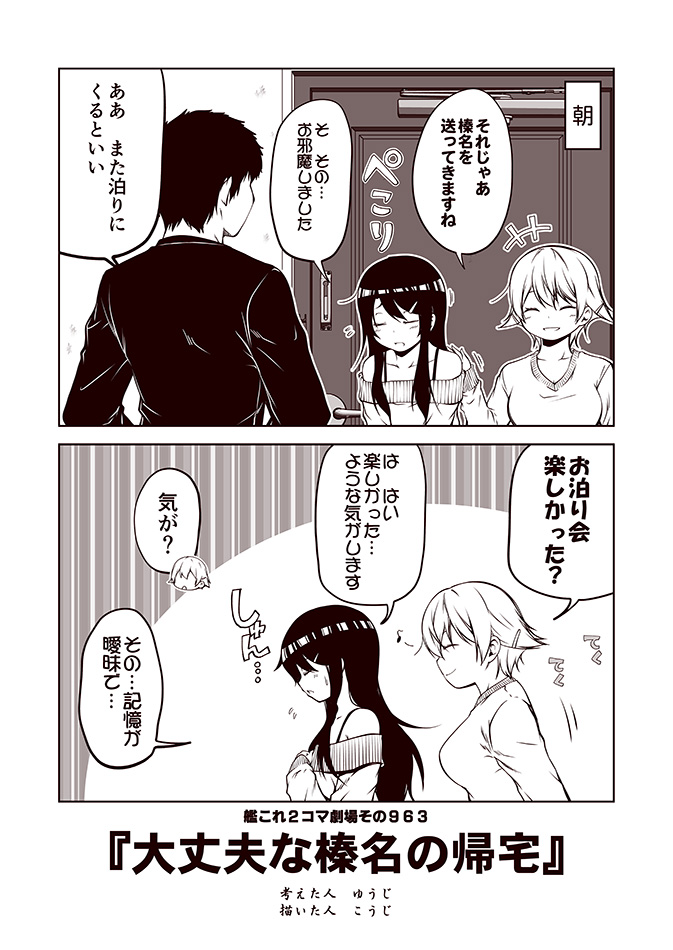 朝
それじゃあ
榛名を
送ってきますね
ぺこり
そ その…
お邪魔しました
ああ また泊りに
くるといい
お泊り会
楽しかった?
てく
てく
は はい
楽しかった…
ような気がします
気が?
しゅん…
その…記憶が
曖昧で…
艦これ2コマ劇場その963
『大丈夫な榛名の帰宅』
考えた人 ゆうじ
描いた人 こうじ